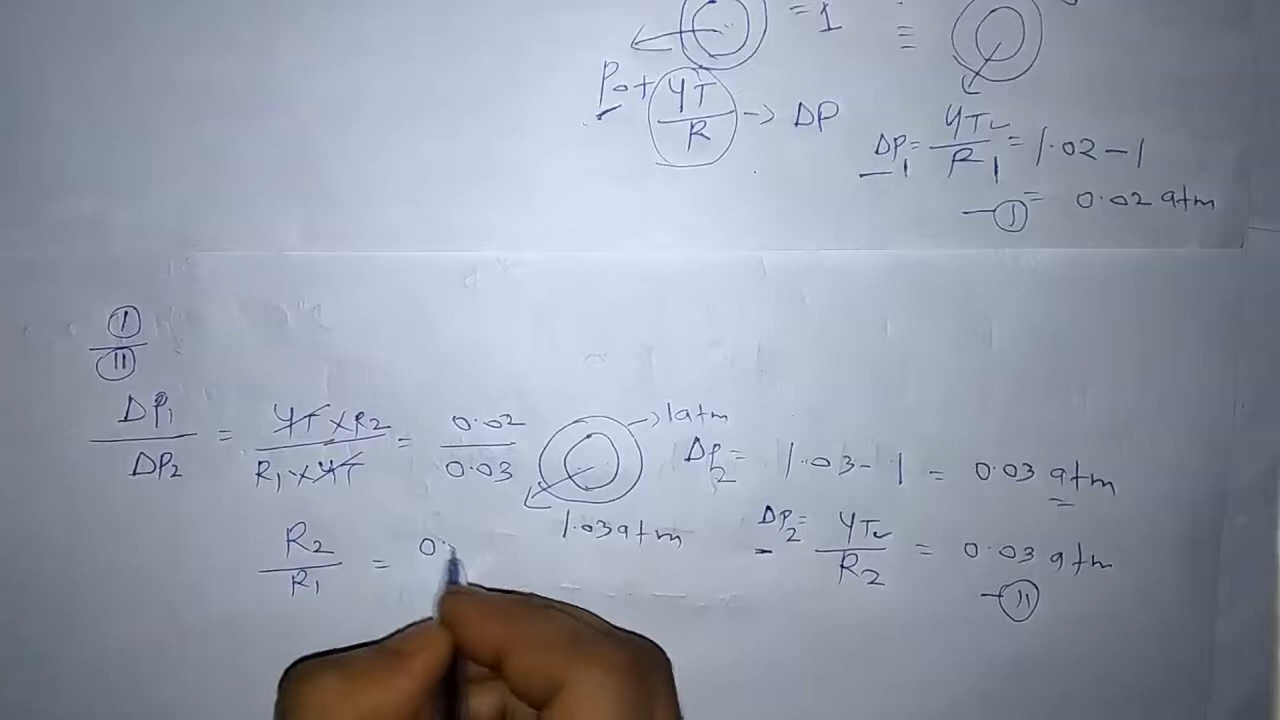 = 1 =
P0 + 4T/R -> ΔP
ΔP1 = 4T/R1 = 1.02 - 1
= 0.02 atm
- I
I/II
ΔP1/ΔP2 = 4T x R2/R1 x 4T = 0.02/0.03
-> 1atm
1.03 atm
ΔP2 = 1.03 - 1 = 0.03 atm
ΔP2 = 4T/R2 = 0.03 atm
- II
R2/R1 = 0.